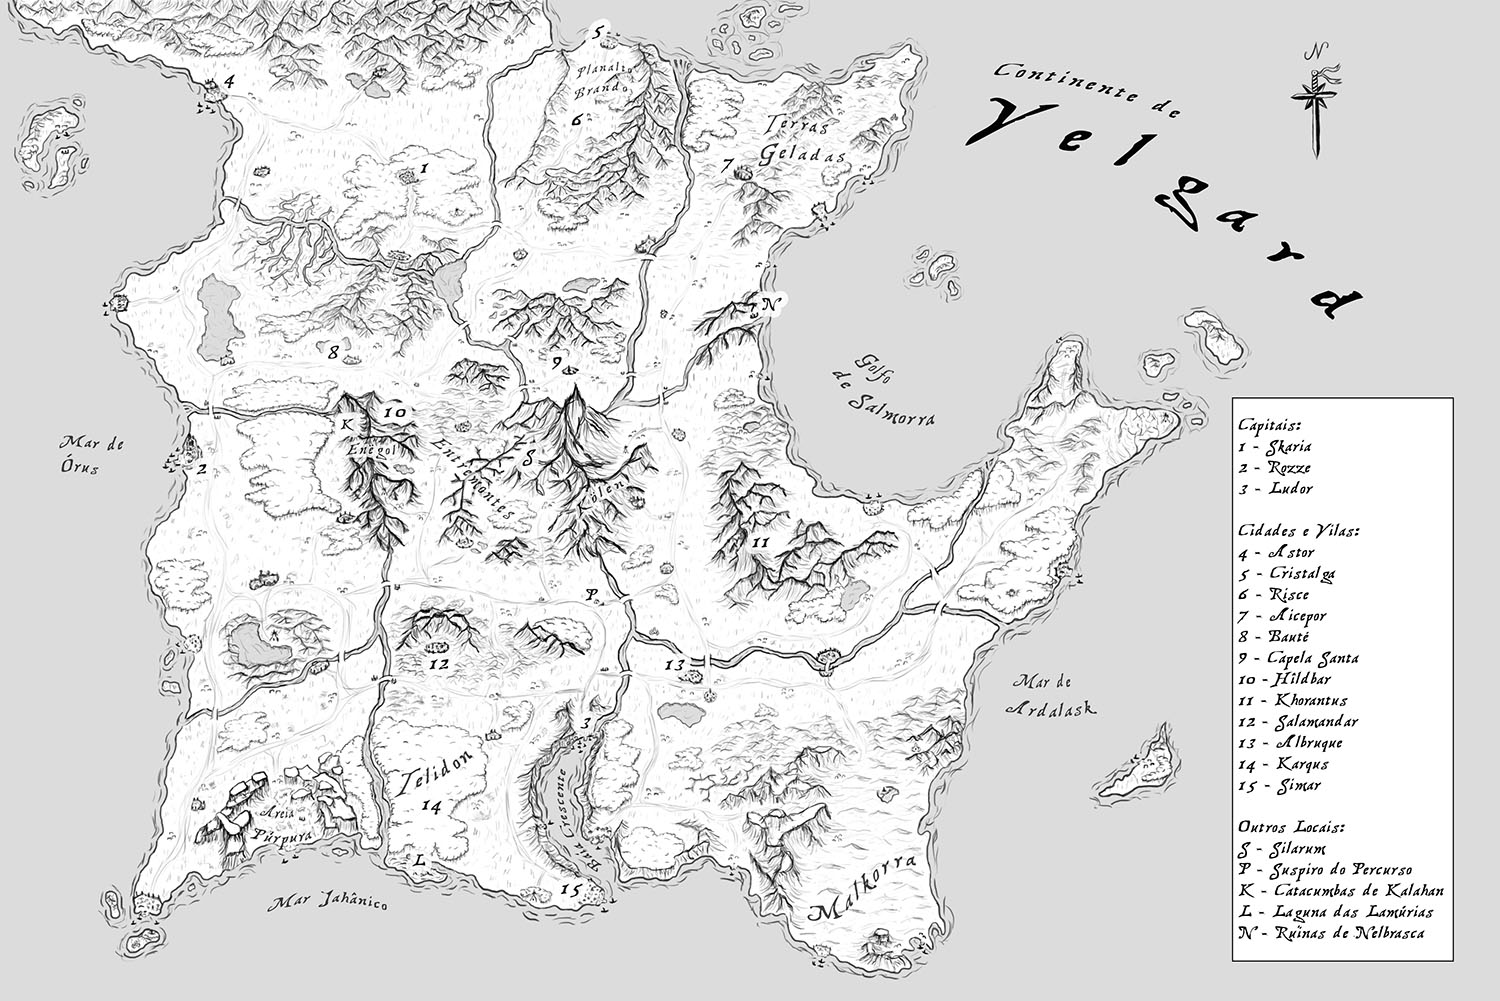 Continente de
Velgard
N
5
Planalto
Brando
4
6
Terras
Geladas
7
1
N
8
9
Golfo
de Salmorra
10
K
Enegol
Entremontes
S
Mar de
Órus
2
11
P
12
13
Mar de
Ardalask
3
Telidon
14
Baía Crescente
Areia
Púrpura
L
15
Malkorra
Mar Jahânico
Capitais:
1 - Skaria
2 - Rozze
3 - Ludor
Cidades e Vilas:
4 - Astor
5 - Cristalga
6 - Risce
7 - Aicepor
8 - Bauté
9 - Capela Santa
10 - Hildbar
11 - Khorantus
12 - Salamandar
13 - Albruque
14 - Karqus
15 - Simar
Outros Locais:
S - Silarum
P - Suspiro do Percurso
K - Catacumbas de Kalahan
L - Laguna das Lamúrias
N - Ruínas de Nelbrasca